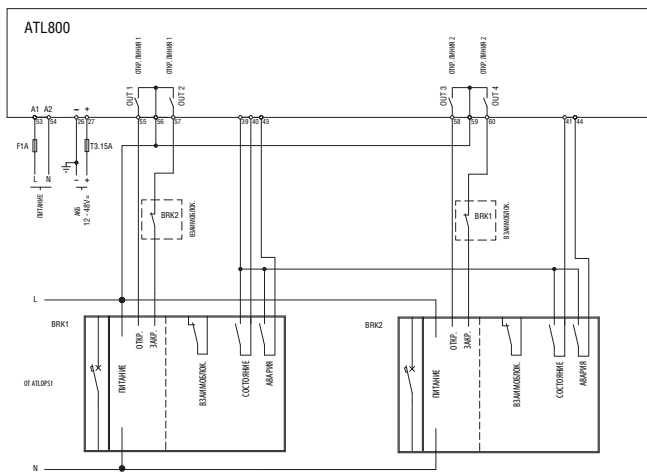 ATL800
ОТКР. ЛИНИЯ 1
ОТКР. ЛИНИЯ 1
ОТКР. ЛИНИЯ 2
ОТКР. ЛИНИЯ 2
OUT 1
OUT 2
OUT 3
OUT 4
A1 A2 - +
53 54 26 27 55 56 57 39 40 43 58 59 60 41 44
F1A
T3.15A
L N - +
ПИТАНИЕ
АКБ
12 - 48V=
BRK2
ВЗАИМОБЛОК.
BRK1
ВЗАИМОБЛОК.
L
BRK1
BRK2
ОТ ATLDPS1
ПИТАНИЕ
ОТКР.
ЗАКР.
ВЗАИМОБЛОК.
СОСТОЯНИЕ
АВАРИЯ
ПИТАНИЕ
ОТКР.
ЗАКР.
ВЗАИМОБЛОК.
СОСТОЯНИЕ
АВАРИЯ
N